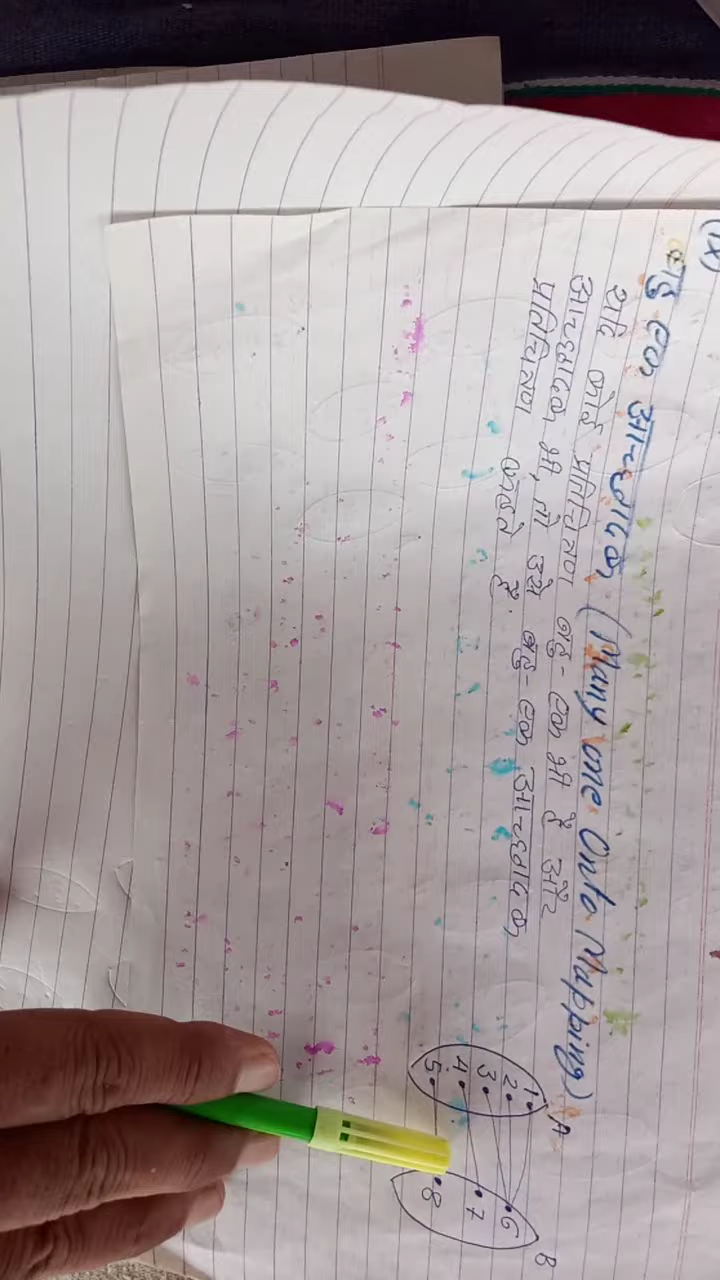 (ix)
बहु एक आच्छादक (Many one Onto Mapping)
यदि कोई प्रतिचित्रण बहु-एक भी है और
आच्छादक भी, तो उसे बहु-एक आच्छादक
प्रतिचित्रण कहते हैं.
A
B
1
2
3
4
5
6
7
8